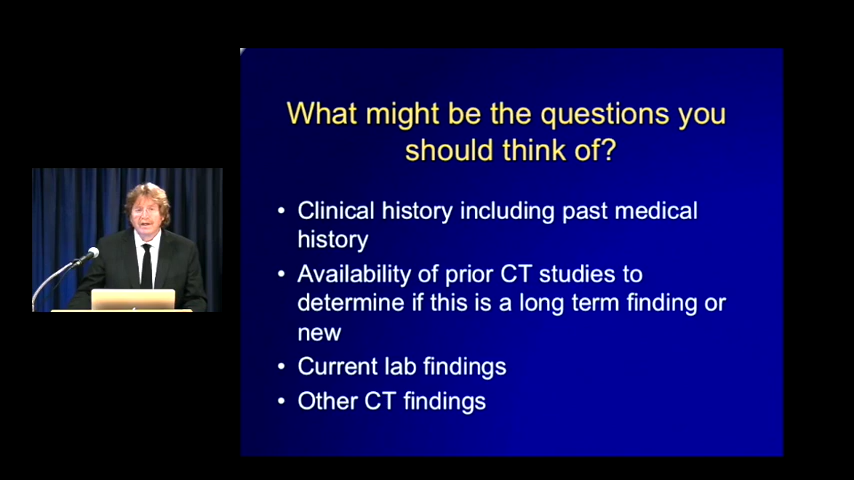 What might be the questions you
should think of?
• Clinical history including past medical
history
• Availability of prior CT studies to
determine if this is a long term finding or
new
• Current lab findings
• Other CT findings